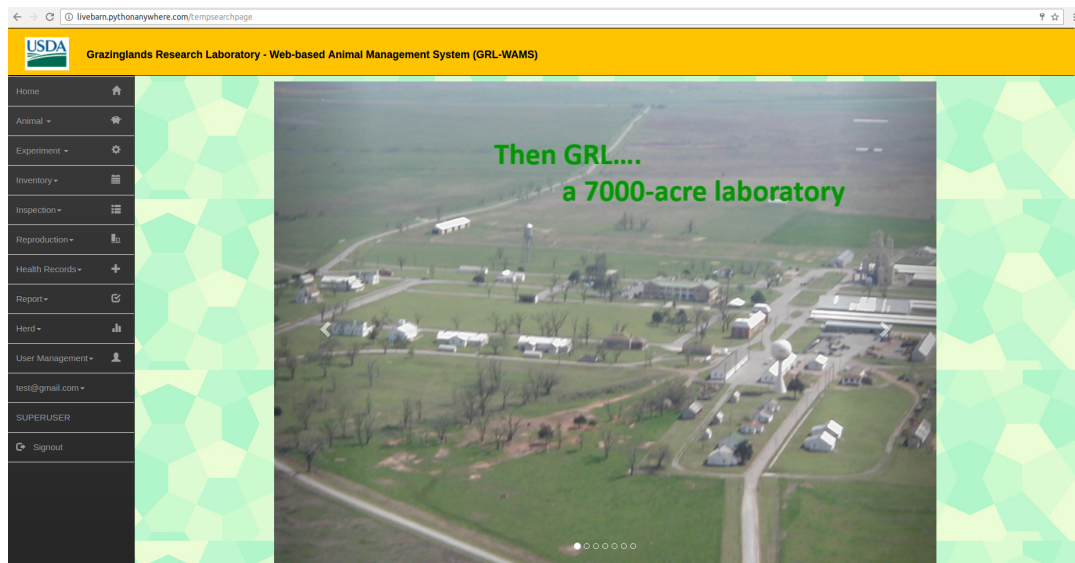 livebarn.pythonanywhere.com/tempsearchpage
USDA
Grazinglands Research Laboratory - Web-based Animal Management System (GRL-WAMS)
Home
Animal
Experiment
Inventory
Inspection
Reproduction
Health Records
Report
Herd
User Management
test@gmail.com
SUPERUSER
Signout
Then GRL....
a 7000-acre laboratory